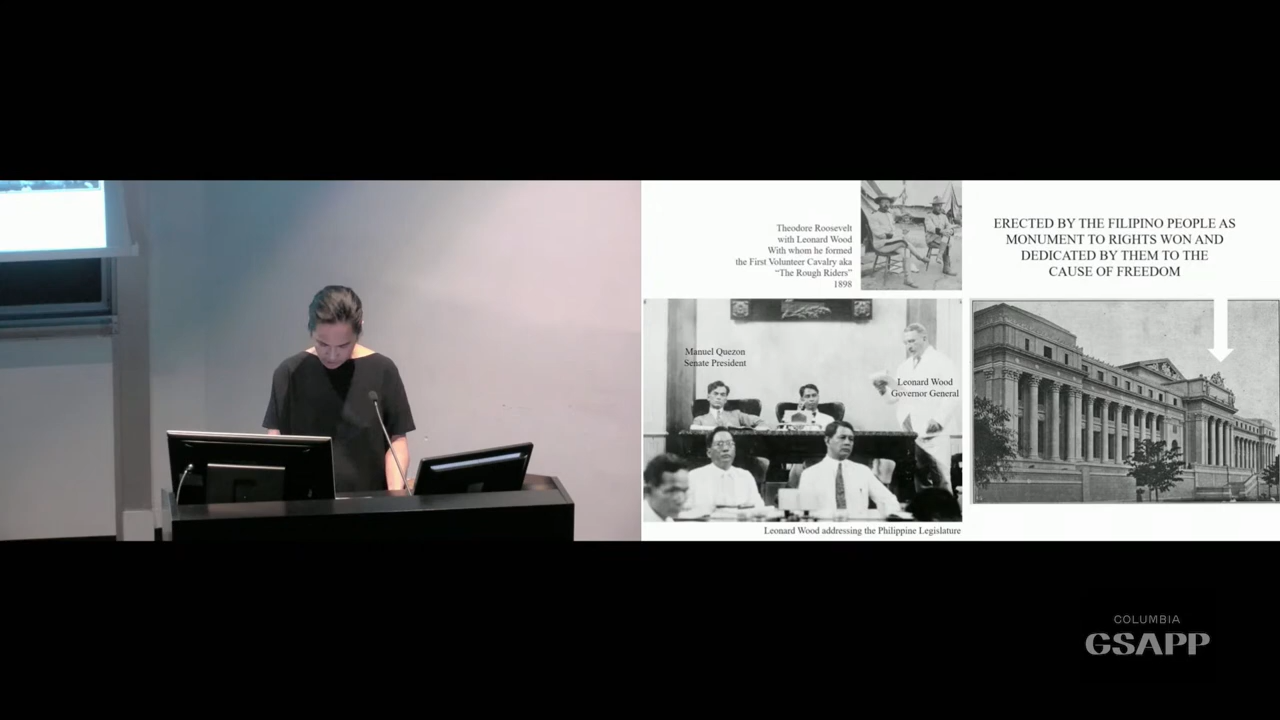 Theodore Roosevelt
with Leonard Wood
With whom he formed
the First Volunteer Cavalry aka
“The Rough Riders”
1898
Manuel Quezon
Senate President
Leonard Wood
Governor General
Leonard Wood addressing the Philippine Legislature
ERECTED BY THE FILIPINO PEOPLE AS
MONUMENT TO RIGHTS WON AND
DEDICATED BY THEM TO THE
CAUSE OF FREEDOM
COLUMBIA
GSAPP